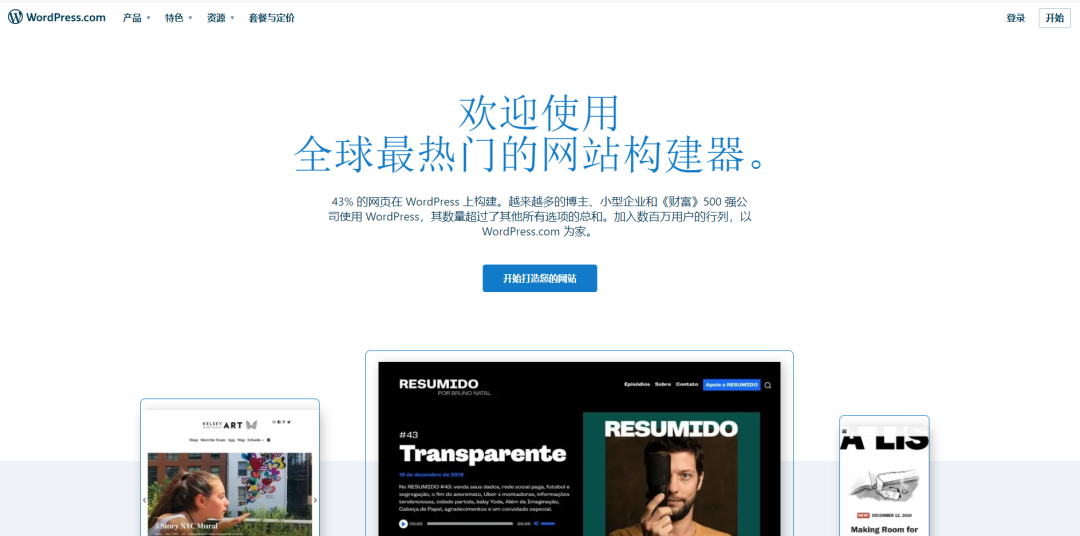 WordPress.com 产品 特色 资源 套餐与定价 登录 开始
欢迎使用
全球最热门的网站构建器。
43% 的网页在 WordPress 上构建。越来越多的博主、小型企业和《财富》500 强公
司使用 WordPress，其数量超过了其他所有选项的总和。加入数百万用户的行列，以
WordPress.com 为家。
开始打造您的网站
KELSEY
ART
Shop Meet the Team App Map Schools
5 Story NYC Mural
RESUMIDO
POR BRUNO NATAL
Episódios Sobre Contato Apoie o RESUMIDO
#43
Transparente
19 de dezembro de 2019
No RESUMIDO #43: venda seus dados, rede social paga, futebol e
segregação, o fim do anonimato, Uber x montadoras, informações
tendenciosas, cidade partida, baby Yoda, Além da Imaginação,
Cabeça de Papel, agradecimentos e um convidado especial.
00:00 00:00
RESUMIDO
A LIS
NEWS DECEMBER 12, 2019
Making Room for